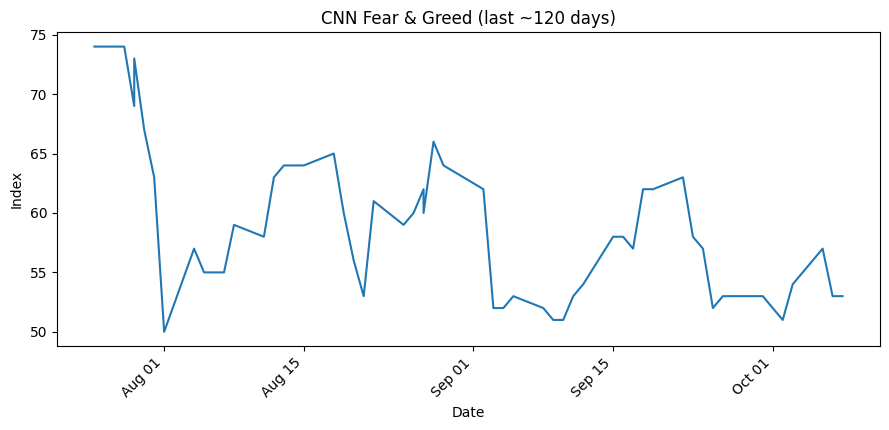 CNN Fear & Greed (last ~120 days)
75
70
65
60
55
50
Index
Aug 01
Aug 15
Sep 01
Sep 15
Oct 01
Date